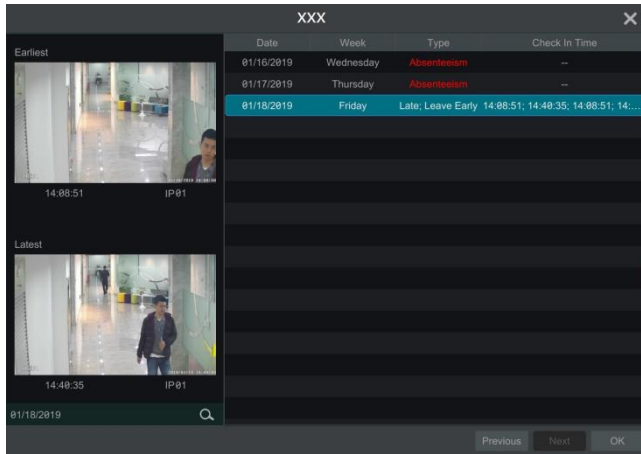 XXX
Earliest
14:08:51 IP01
Latest
14:40:35 IP01
01/18/2019
Date Week Type Check In Time
01/16/2019 Wednesday Absenteeism --
01/17/2019 Thursday Absenteeism --
01/18/2019 Friday Late; Leave Early 14:08:51; 14:40:35; 14:08:51; 14:...
Previous Next OK